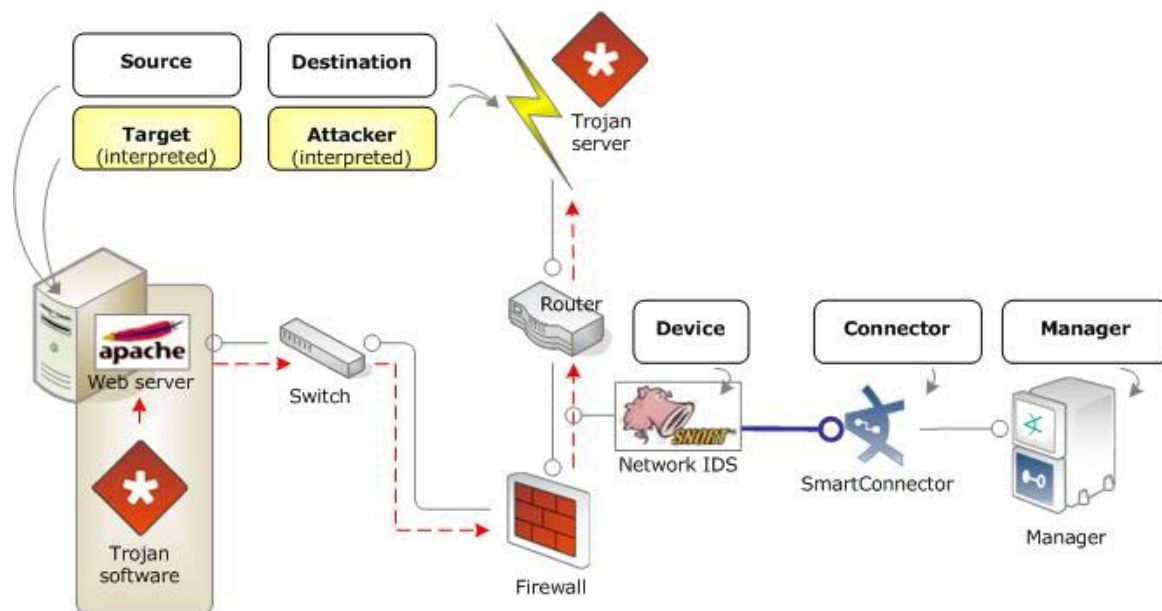 Source
Destination
Target
(interpreted)
Attacker
(interpreted)
Trojan
server
Router
Device
Connector
Manager
apache
Web server
Switch
SNORT
Network IDS
SmartConnector
Manager
Trojan
software
Firewall